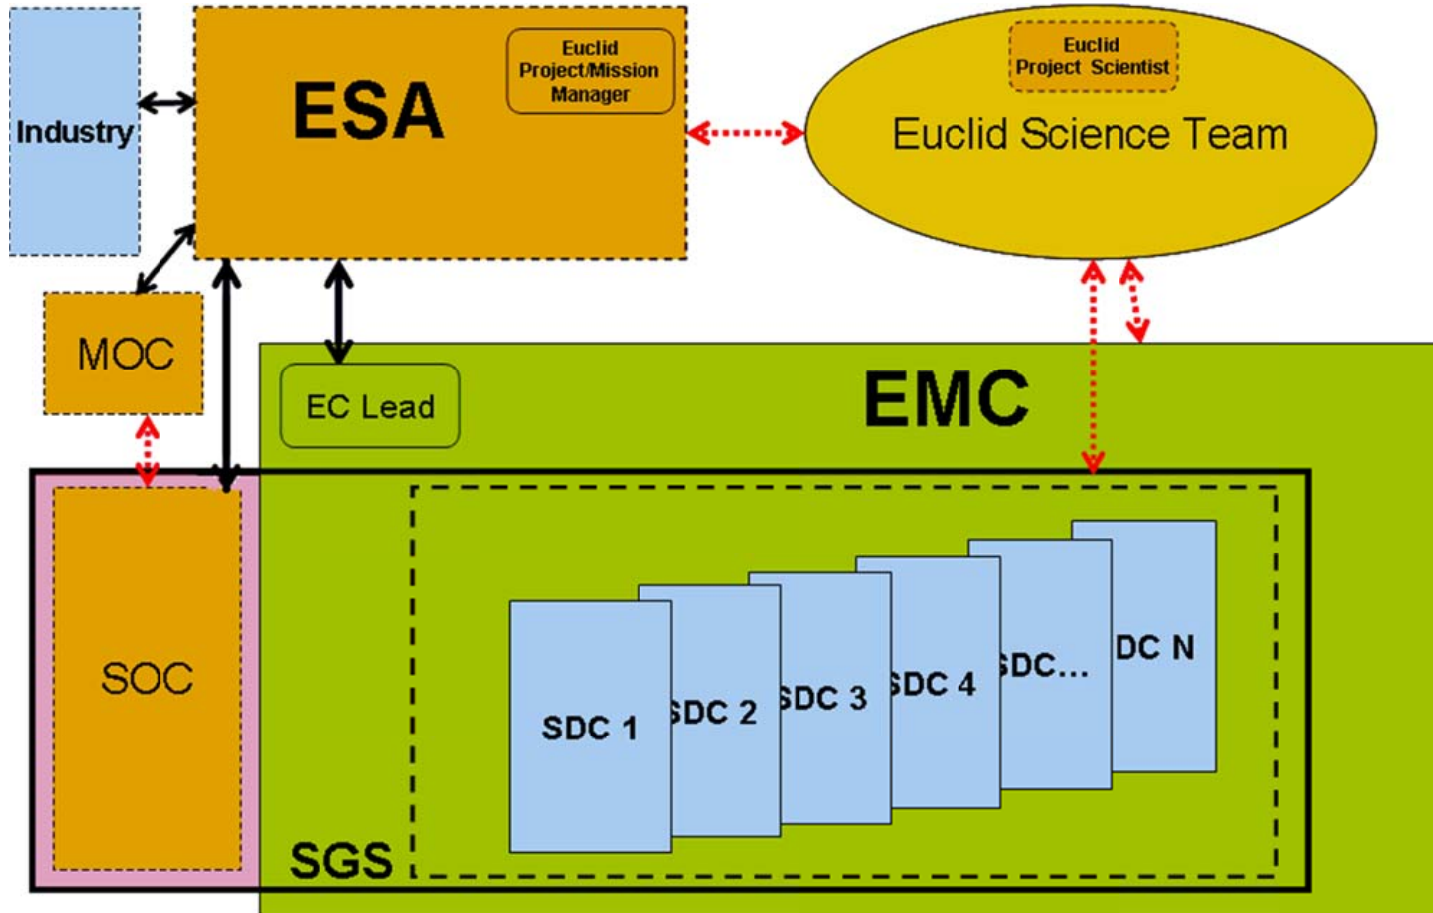 Euclid
Project/Mission
Manager
ESA
Industry
Euclid
Project Scientist
Euclid Science Team
MOC
EC Lead
EMC
SOC
SDC 1
SDC 2
SDC 3
SDC 4
SDC...
DC N
SGS